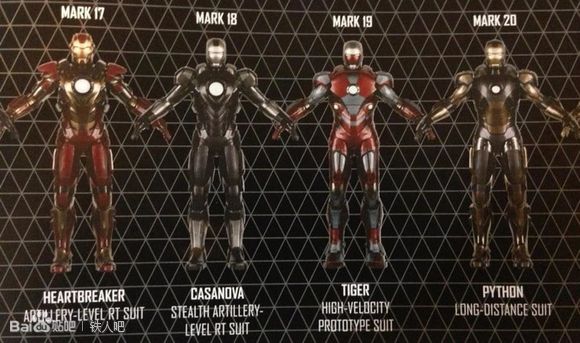 MARK 17
MARK 18
MARK 19
MARK 20
HEARTBREAKER
ARTILLERY-LEVEL RT SUIT
CASANOVA
STEALTH ARTILLERY-
LEVEL RT SUIT
TIGER
HIGH-VELOCITY
PROTOTYPE SUIT
PYTHON
LONG-DISTANCE SUIT
Bai 贴吧 | 铁人吧